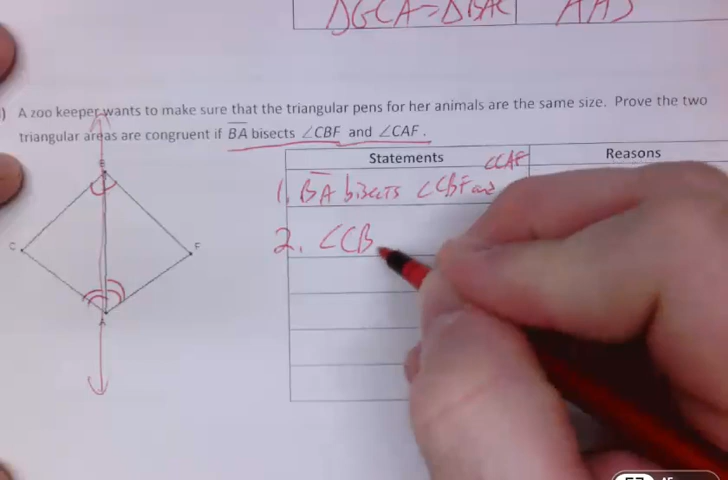 ΔGCA≅ΔBAC AAS
) A zoo keeper wants to make sure that the triangular pens for her animals are the same size. Prove the two
triangular areas are congruent if BA bisects ∠CBF and ∠CAF.
Statements Reasons
∠CAF
1. BA bisects ∠CBF and
2. ∠CB
B
C
F
A